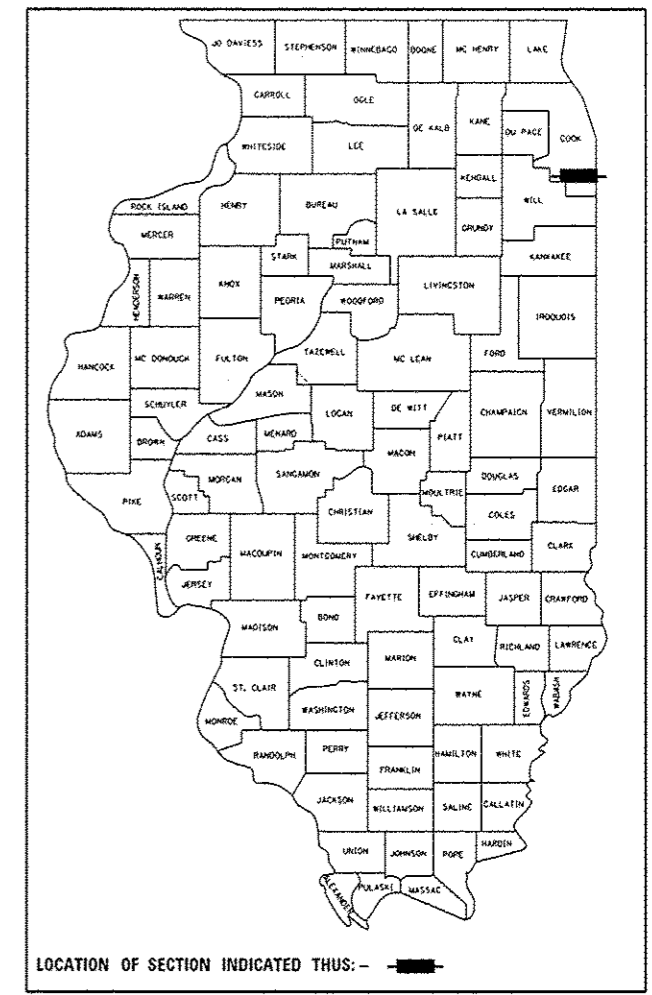 JO DAVIESS STEPHENSON WINNEBAGO BOONE MC HENRY LAKE
CARROLL OGLE DE KALB KANE DU PAGE COOK
WHITESIDE LEE KENDALL WILL
ROCK ISLAND HENRY BUREAU LA SALLE GRUNDY
MERCER PUTNAM KANKAKEE
STARK MARSHALL
HENDERSON WARREN KNOX PEORIA WOODFORD LIVINGSTON IROQUOIS
HANCOCK MC DONOUGH FULTON TAZEWELL MC LEAN FORD
SCHUYLER MASON LOGAN DE WITT CHAMPAIGN VERMILION
ADAMS BROWN CASS MENARD MACON PIATT
PIKE SCOTT MORGAN SANGAMON CHRISTIAN MOULTRIE DOUGLAS EDGAR
COLES
CALHOUN GREENE MACOUPIN MONTGOMERY SHELBY CUMBERLAND CLARK
JERSEY
MADISON BOND FAYETTE EFFINGHAM JASPER CRAWFORD
CLINTON MARION CLAY RICHLAND LAWRENCE
ST. CLAIR WASHINGTON JEFFERSON WAYNE EDWARDS WABASH
MONROE
RANDOLPH PERRY FRANKLIN HAMILTON WHITE
JACKSON WILLIAMSON SALINE GALLATIN
UNION JOHNSON POPE HARDIN
ALEXANDER PULASKI MASSAC
LOCATION OF SECTION INDICATED THUS: -